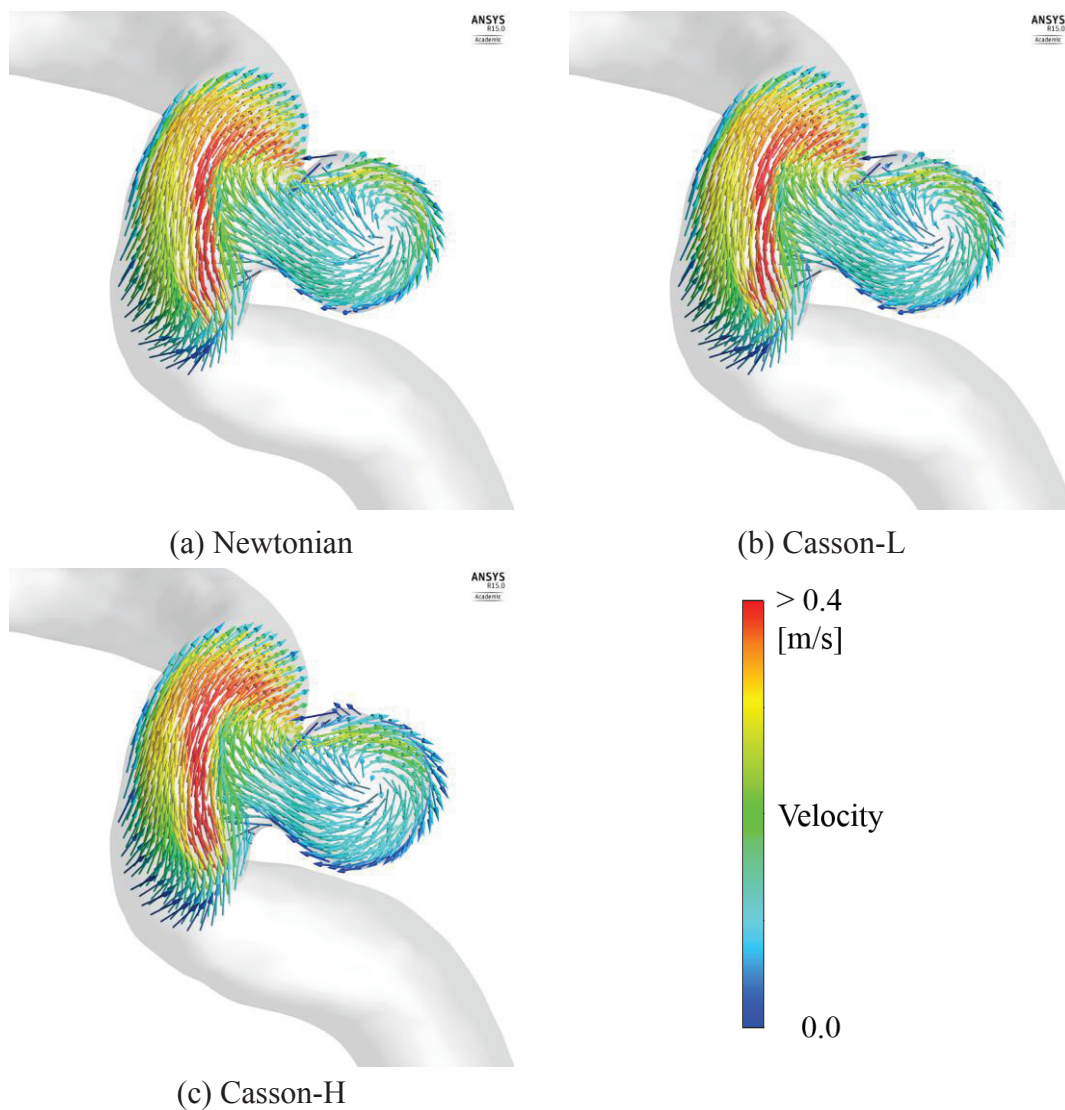 ANSYS
R15.0
Academic
ANSYS
R15.0
Academic
(a) Newtonian
(b) Casson-L
ANSYS
R15.0
Academic
> 0.4
[m/s]
Velocity
0.0
(c) Casson-H